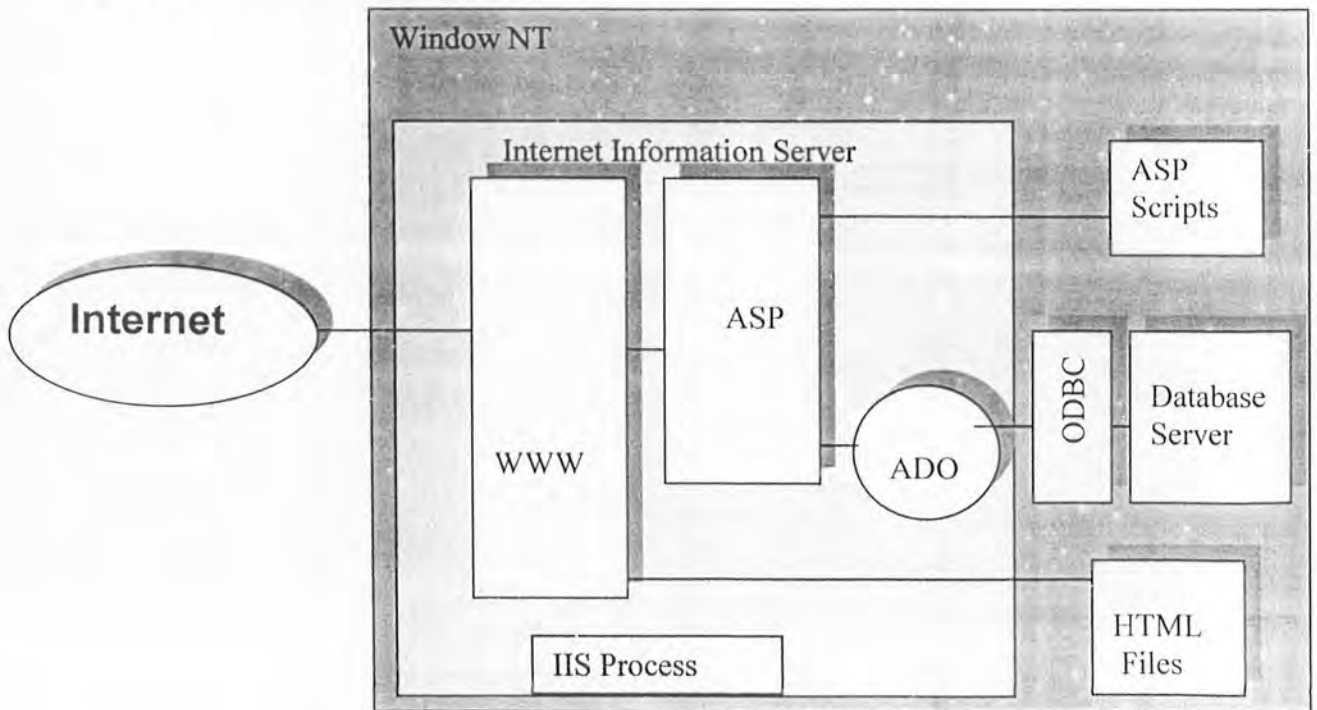 Window NT
Internet Information Server
ASP
Scripts
Internet
ASP
WWW
ADO
ODBC
Database
Server
HTML
Files
IIS Process